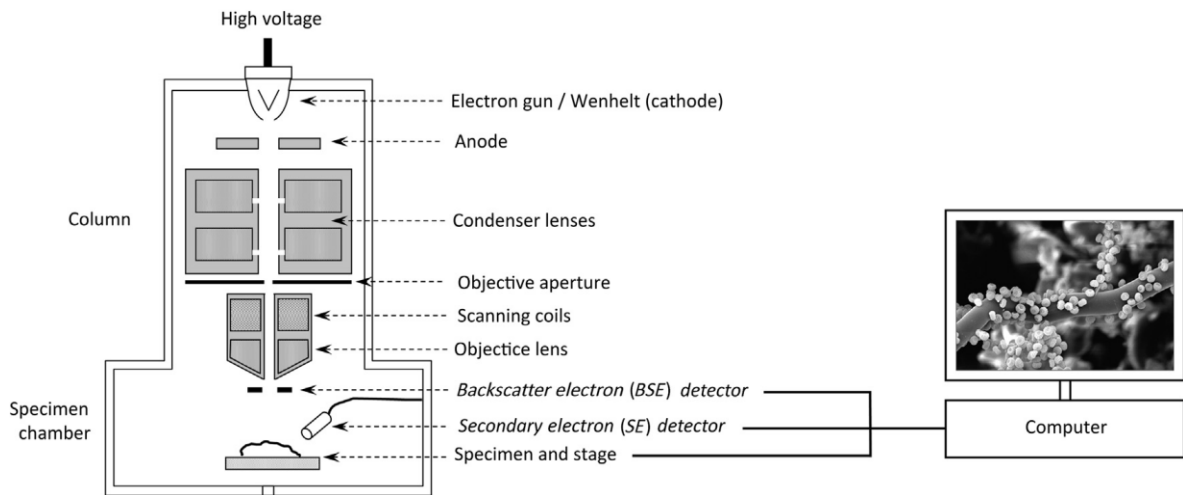 High voltage
Electron gun / Wenhelt (cathode)
Anode
Column
Condenser lenses
Objective aperture
Scanning coils
Objectice lens
Backscatter electron (BSE) detector
Specimen
chamber
Secondary electron (SE) detector
Computer
Specimen and stage